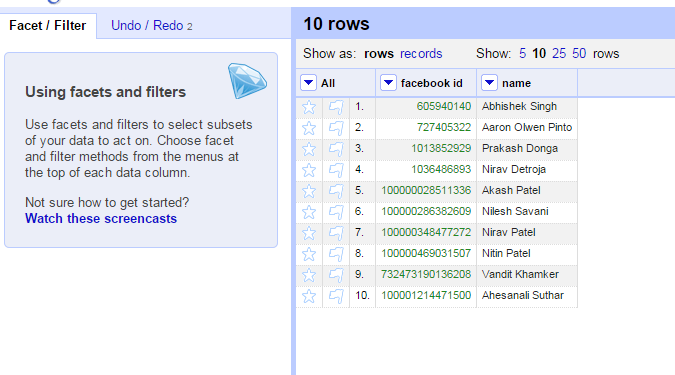 Facet / Filter Undo / Redo 2
Using facets and filters
Use facets and filters to select subsets
of your data to act on. Choose facet
and filter methods from the menus at
the top of each data column.
Not sure how to get started?
Watch these screencasts
10 rows
Show as: rows records Show: 5 10 25 50 rows
All facebook id name
1. 605940140 Abhishek Singh
2. 727405322 Aaron Olwen Pinto
3. 1013852929 Prakash Donga
4. 1036486893 Nirav Detroja
5. 100000028511336 Akash Patel
6. 100000286382609 Nilesh Savani
7. 100000348477272 Nirav Patel
8. 100000469031507 Nitin Patel
9. 732473190136208 Vandit Khamker
10. 100001214471500 Ahesanali Suthar